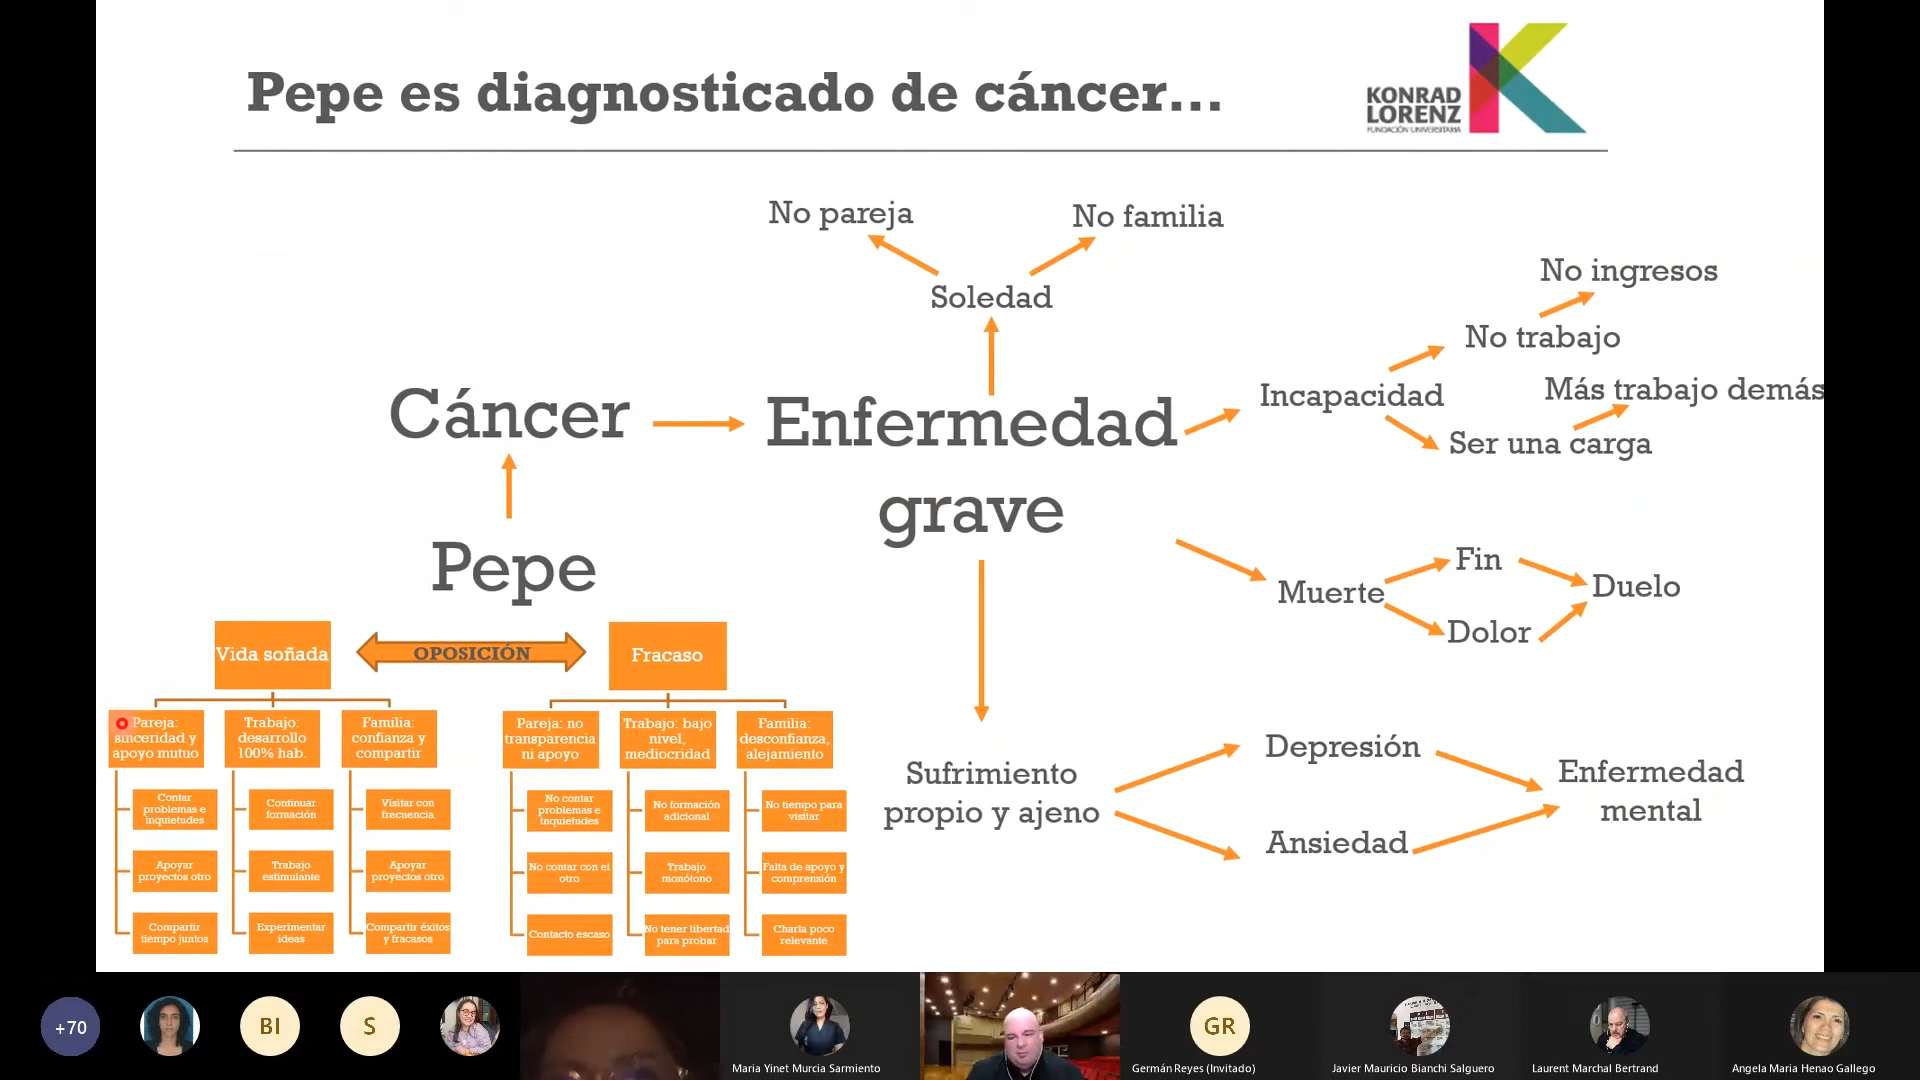 Pepe es diagnosticado de cáncer...
KONRAD
LORENZ
FUNDACIÓN UNIVERSITARIA
No pareja
No familia
Soledad
No ingresos
No trabajo
Incapacidad
Más trabajo demás
Ser una carga
Cáncer
Enfermedad
grave
Pepe
Muerte
Fin
Dolor
Duelo
Sufrimiento
propio y ajeno
Depresión
Ansiedad
Enfermedad
mental
Vida soñada
OPOSICIÓN
Fracaso
Pareja:
sinceridad y
apoyo mutuo
Trabajo:
desarrollo
100% hab.
Familia:
confianza y
compartir
Contar
problemas e
inquietudes
Continuar
formación
Visitar con
frecuencia
Apoyar
proyectos otro
Trabajo
estimulante
Apoyar
proyectos otro
Compartir
tiempo juntos
Experimentar
ideas
Compartir éxitos
y fracasos
Pareja: no
transparencia
ni apoyo
Trabajo: bajo
nivel,
mediocridad
Familia:
desconfianza,
alejamiento
No contar
problemas e
inquietudes
No formación
adicional
No tiempo para
visitar
No contar con el
otro
Trabajo
monótono
Falta de apoyo y
comprensión
Contacto escaso
No tener libertad
para probar
Charla poco
relevante
+70
BI
S
Maria Yinet Murcia Sarmiento
GR
Germán Reyes (Invitado)
Javier Mauricio Bianchi Salguero
Laurent Marchal Bertrand
Angela Maria Henao Gallego